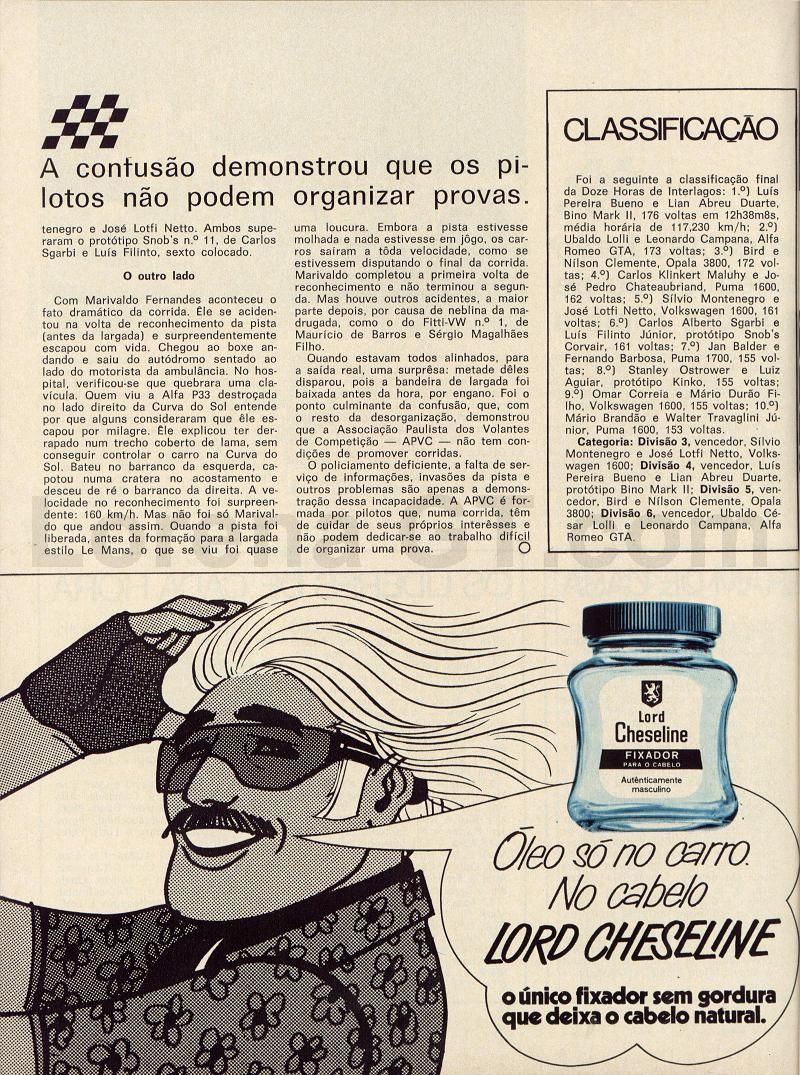 A confusão demonstrou que os pi-
lotos não podem organizar provas.
tenegro e José Lotfi Netto. Ambos supe-
raram o protótipo Snob's n.º 11, de Carlos
Sgarbi e Luís Filinto, sexto colocado.
O outro lado
Com Marivaldo Fernandes aconteceu o
fato dramático da corrida. Êle se aciden-
tou na volta de reconhecimento da pista
(antes da largada) e surpreendentemente
escapou com vida. Chegou ao boxe an-
dando e saiu do autódromo sentado ao
lado do motorista da ambulância. No hos-
pital, verificou-se que quebrara uma cla-
vícula. Quem viu a Alfa P33 destroçada
no lado direito da Curva do Sol entende
por que alguns consideraram que êle es-
capou por milagre. Êle explicou ter der-
rapado num trecho coberto de lama, sem
conseguir controlar o carro na Curva do
Sol. Bateu no barranco da esquerda, ca-
potou numa cratera no acostamento e
desceu de ré o barranco da direita. A ve-
locidade no reconhecimento foi surpreen-
dente: 160 km/h. Mas não foi só Marival-
do que andou assim. Quando a pista foi
liberada, antes da formação para a largada
estilo Le Mans, o que se viu foi quase
uma loucura. Embora a pista estivesse
molhada e nada estivesse em jôgo, os car-
ros saíram a tôda velocidade, como se
estivessem disputando o final da corrida.
Marivaldo completou a primeira volta de
reconhecimento e não terminou a segun-
da. Mas houve outros acidentes, a maior
parte depois, por causa de neblina da ma-
drugada, como o do Fitti-VW n.º 1, de
Maurício de Barros e Sérgio Magalhães
Filho.
Quando estavam todos alinhados, para
a saída real, uma surprêsa: metade dêles
disparou, pois a bandeira de largada foi
baixada antes da hora, por engano. Foi o
ponto culminante da confusão, que, com
o resto da desorganização, demonstrou
que a Associação Paulista dos Volantes
de Competição — APVC — não tem con-
dições de promover corridas.
O policiamento deficiente, a falta de ser-
viço de informações, invasões da pista e
outros problemas são apenas a demons-
tração dessa incapacidade. A APVC é for-
mada por pilotos que, numa corrida, têm
de cuidar de seus próprios interêsses e
não podem dedicar-se ao trabalho difícil
de organizar uma prova.
CLASSIFICAÇÃO
Foi a seguinte a classificação final
da Doze Horas de Interlagos: 1.º) Luís
Pereira Bueno e Lian Abreu Duarte,
Bino Mark II, 176 voltas em 12h38m8s,
média horária de 117,230 km/h; 2.º)
Ubaldo Lolli e Leonardo Campana, Alfa
Romeo GTA, 173 voltas; 3.º) Bird e
Nílson Clemente, Opala 3800, 172 vol-
tas; 4.º) Carlos Klinkert Maluhy e Jo-
sé Pedro Chateaubriand, Puma 1600,
162 voltas; 5.º) Sílvio Montenegro e
José Lotfi Netto, Volkswagen 1600, 161
voltas; 6.º) Carlos Alberto Sgarbi e
Luís Filinto Júnior, protótipo Snob's
Corvair, 161 voltas; 7.º) Jan Balder e
Fernando Barbosa, Puma 1700, 155 vol-
tas; 8.º) Stanley Ostrower e Luiz
Aguiar, protótipo Kinko, 155 voltas;
9.º) Omar Correia e Mário Durão Fi-
lho, Volkswagen 1600, 155 voltas; 10.º)
Mário Brandão e Walter Travaglini Jú-
nior, Puma 1600, 153 voltas.
Categoria: Divisão 3, vencedor, Sílvio
Montenegro e José Lotfi Netto, Volks-
wagen 1600; Divisão 4, vencedor, Luís
Pereira Bueno e Lian Abreu Duarte,
protótipo Bino Mark II; Divisão 5, ven-
cedor, Bird e Nílson Clemente, Opala
3800; Divisão 6, vencedor, Ubaldo Cé-
sar Lolli e Leonardo Campana, Alfa
Romeo GTA.
Lord
Cheseline
FIXADOR
PARA O CABELO
Autênticamente
masculino
Óleo só no carro.
No cabelo
LORD CHESELINE
o único fixador sem gordura
que deixa o cabelo natural.